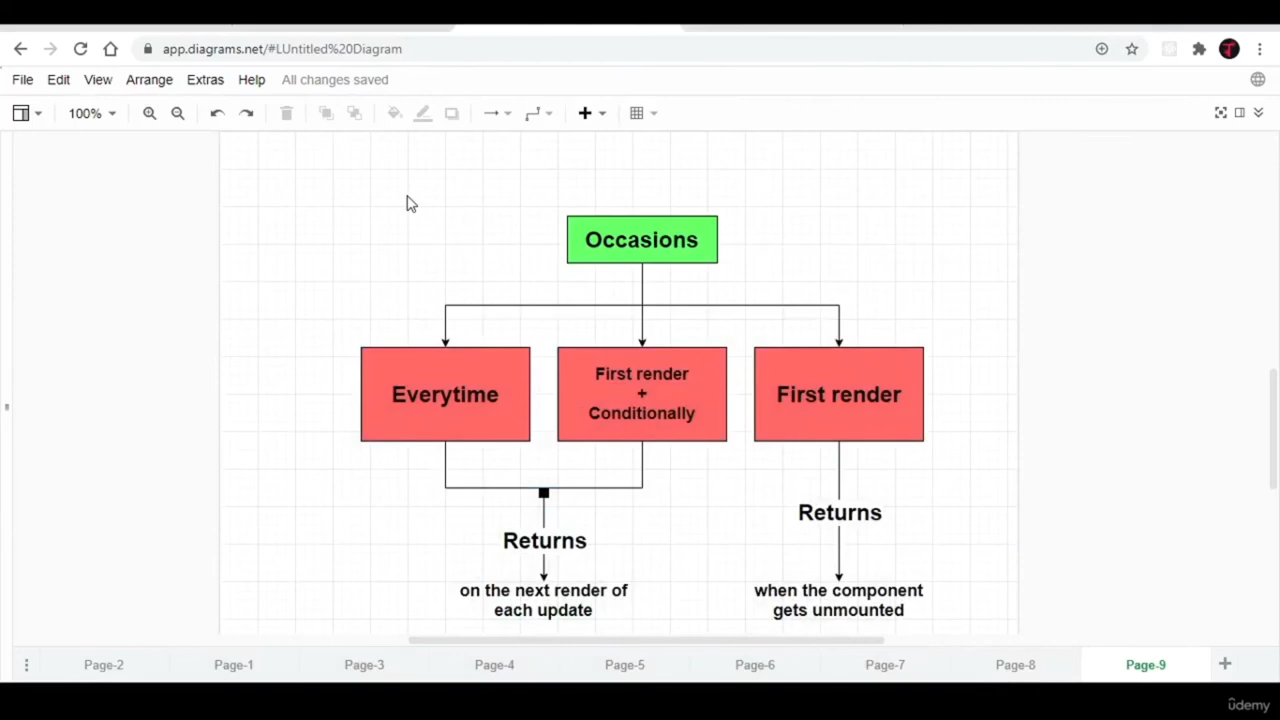 app.diagrams.net/#LUntitled%20Diagram
File Edit View Arrange Extras Help All changes saved
100%
Occasions
Everytime
First render
+
Conditionally
First render
Returns
Returns
on the next render of
each update
when the component
gets unmounted
Page-2 Page-1 Page-3 Page-4 Page-5 Page-6 Page-7 Page-8 Page-9
ûdemy